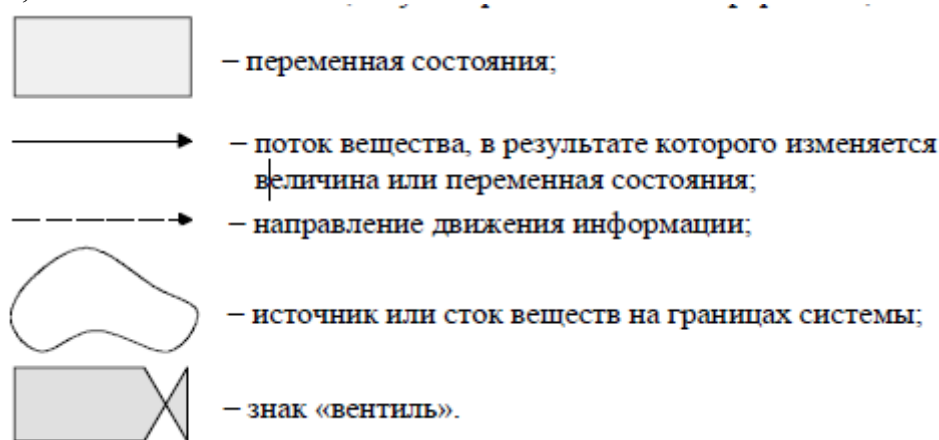 – переменная состояния;
– поток вещества, в результате которого изменяется
величина или переменная состояния;
– направление движения информации;
– источник или сток веществ на границах системы;
– знак «вентиль».